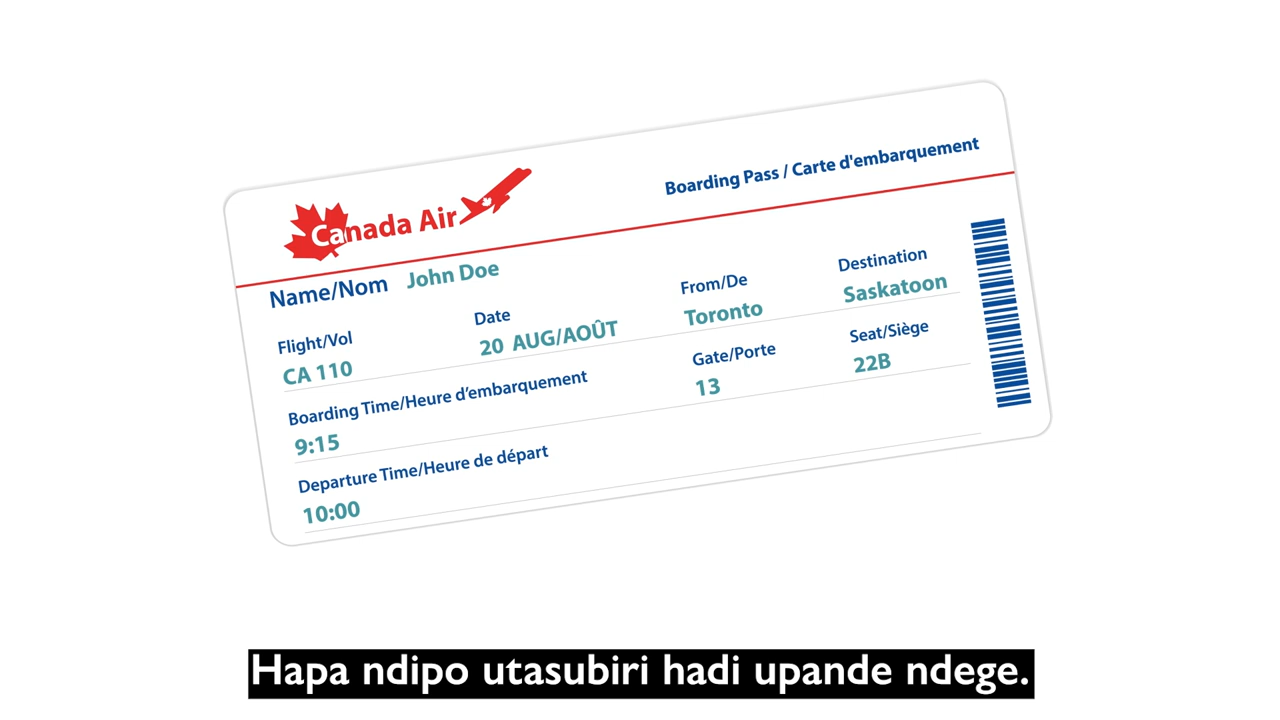 Canada Air
Boarding Pass / Carte d'embarquement
Name/Nom John Doe
Flight/Vol
CA 110
Date
20 AUG/AOÛT
From/De
Toronto
Destination
Saskatoon
Boarding Time/Heure d'embarquement
9:15
Gate/Porte
13
Seat/Siège
22B
Departure Time/Heure de départ
10:00
Hapa ndipo utasubiri hadi upande ndege.